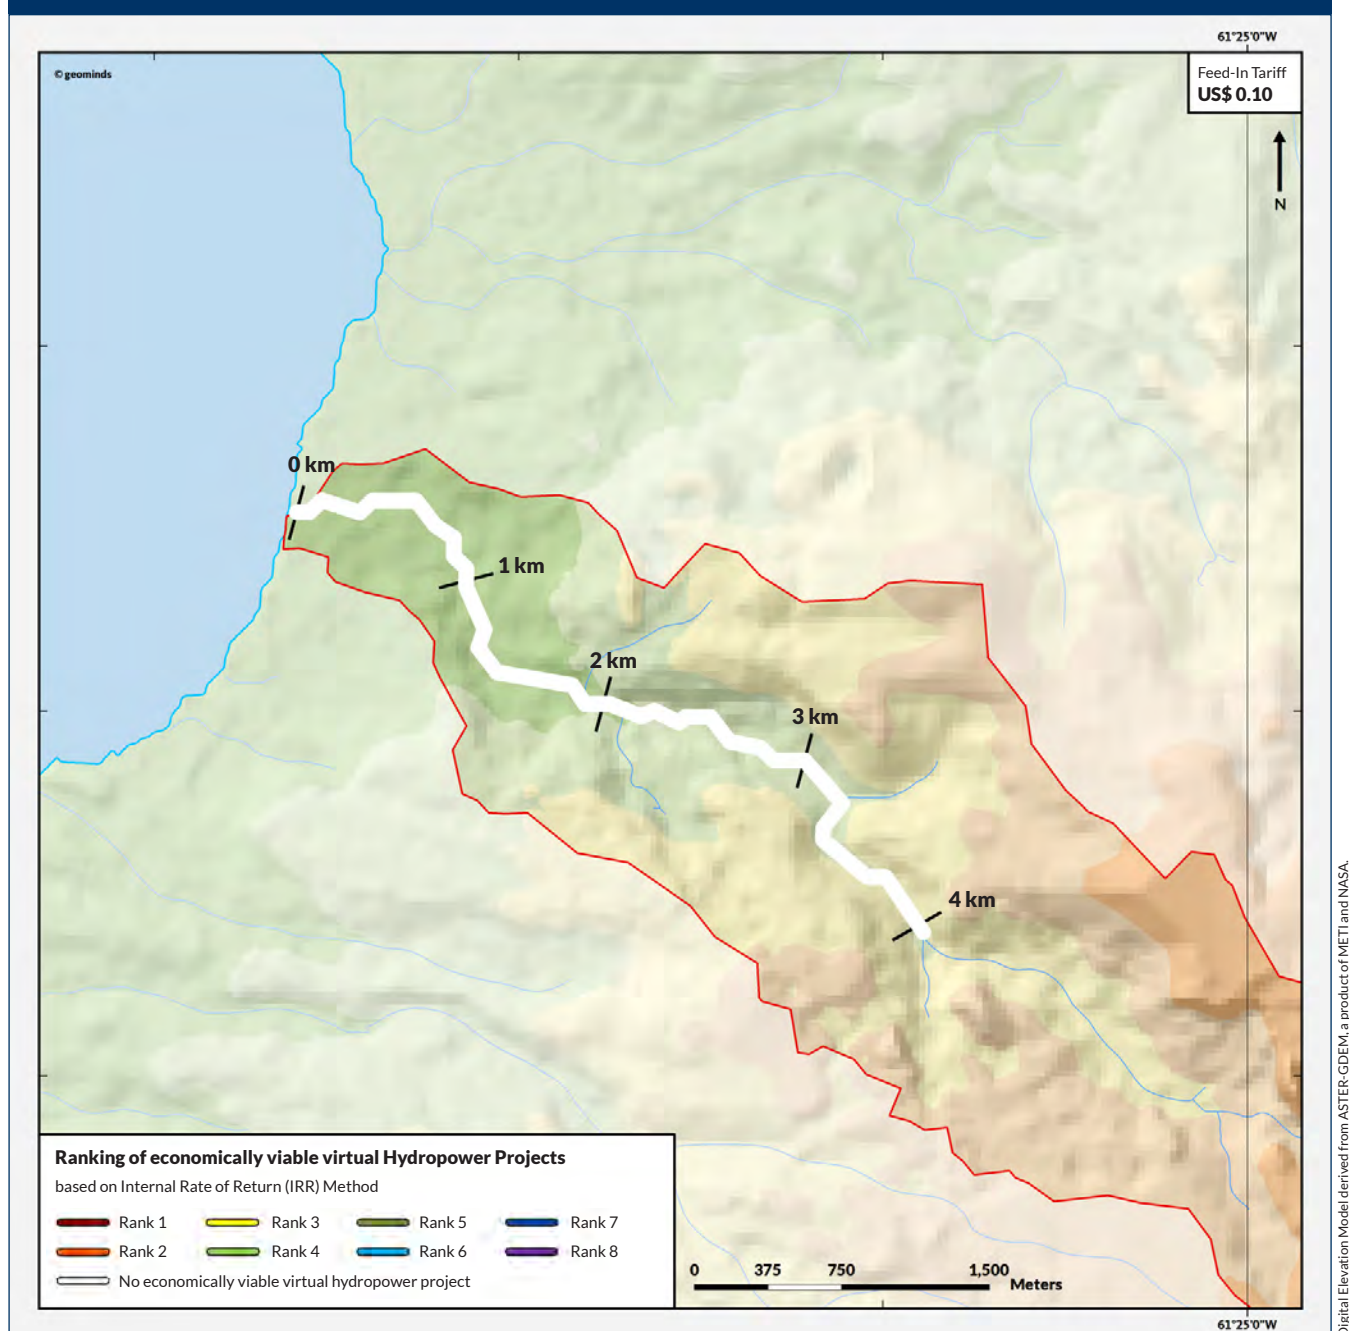 61°25'0"W
© geominds
Feed-In Tariff
US$ 0.10
N
0 km
1 km
2 km
3 km
4 km
Ranking of economically viable virtual Hydropower Projects
based on Internal Rate of Return (IRR) Method
Rank 1 Rank 3 Rank 5 Rank 7
Rank 2 Rank 4 Rank 6 Rank 8
No economically viable virtual hydropower project
0 375 750 1,500
Meters
61°25'0"W
Digital Elevation Model derived from ASTER-GDEM, a product of METI and NASA.